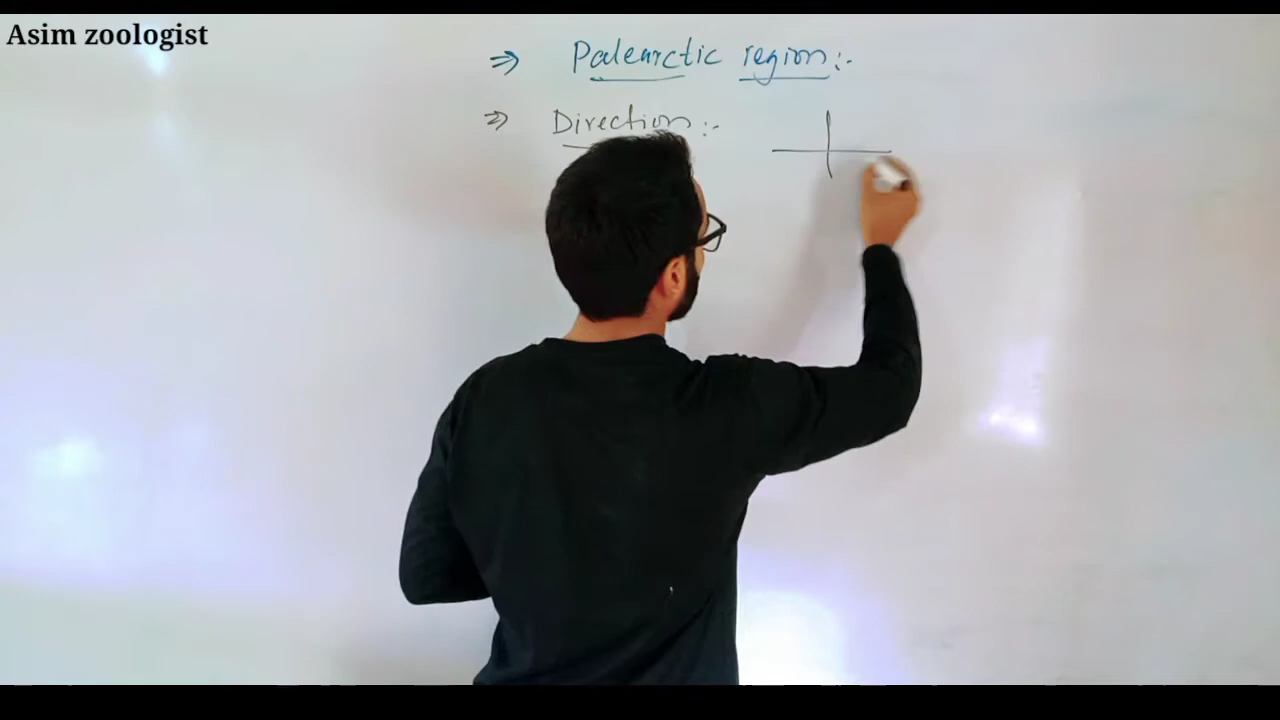 Asim zoologist
⇒ Palearctic region:-
⇒ Direction:-